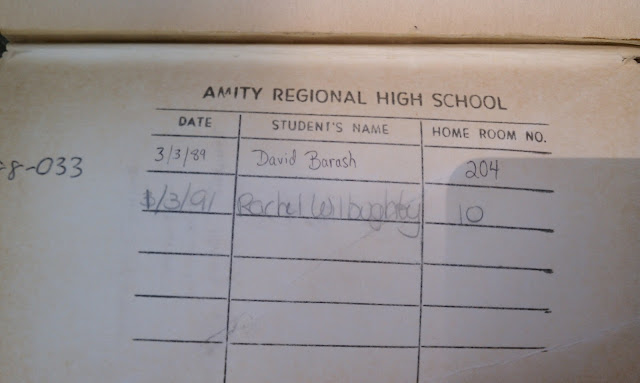 AMITY REGIONAL HIGH SCHOOL
DATE STUDENT'S NAME HOME ROOM NO.
3/3/89 David Barash 204
8-033
Rachel Willoughby 10